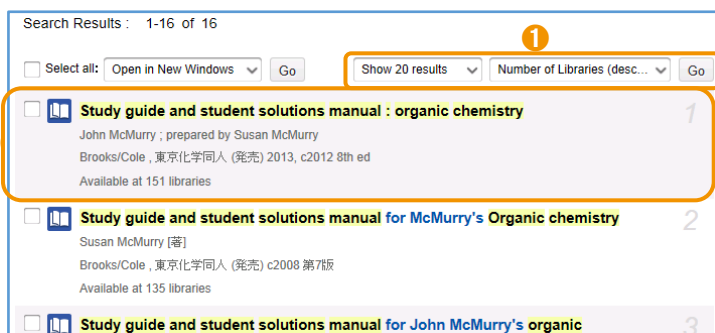 Search Results : 1-16 of 16
1
Select all: Open in New Windows Go Show 20 results Number of Libraries (desc... Go
Study guide and student solutions manual : organic chemistry 1
John McMurry ; prepared by Susan McMurry
Brooks/Cole , 東京化学同人 (発売) 2013, c2012 8th ed
Available at 151 libraries
Study guide and student solutions manual for McMurry's Organic chemistry 2
Susan McMurry [著]
Brooks/Cole , 東京化学同人 (発売) c2008 第7版
Available at 135 libraries
Study guide and student solutions manual for John McMurry's organic 3